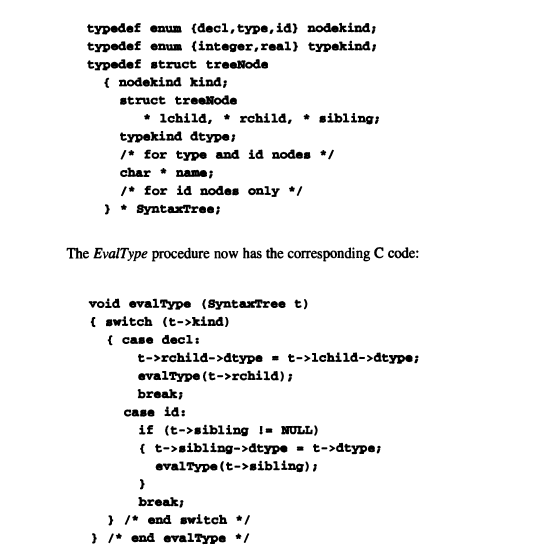 typedef enum {decl,type,id} nodekind;
typedef enum {integer,real} typekind;
typedef struct treeNode
{ nodekind kind;
struct treeNode
* lchild, * rchild, * sibling;
typekind dtype;
/* for type and id nodes */
char * name;
/* for id nodes only */
} * SyntaxTree;
The EvalType procedure now has the corresponding C code:
void evalType (SyntaxTree t)
{ switch (t->kind)
{ case decl:
t->rchild->dtype = t->lchild->dtype;
evalType(t->rchild);
break;
case id:
if (t->sibling != NULL)
{ t->sibling->dtype = t->dtype;
evalType(t->sibling);
}
break;
} /* end switch */
} /* end evalType */